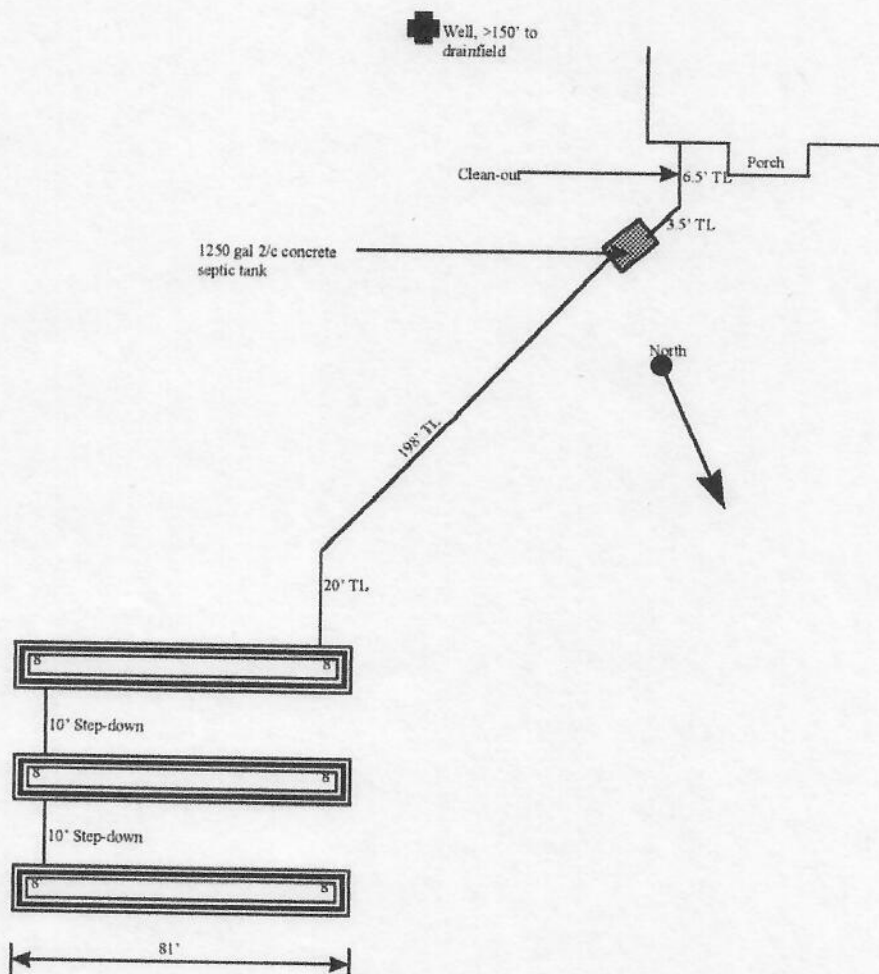 Well, >150' to
drainfield
Porch
Clean-out
6.5' TL
3.5' TL
1250 gal 2/c concrete
septic tank
North
198' TL
20' TL
8' 8'
10' Step-down
8' 8'
10' Step-down
8' 8'
81'